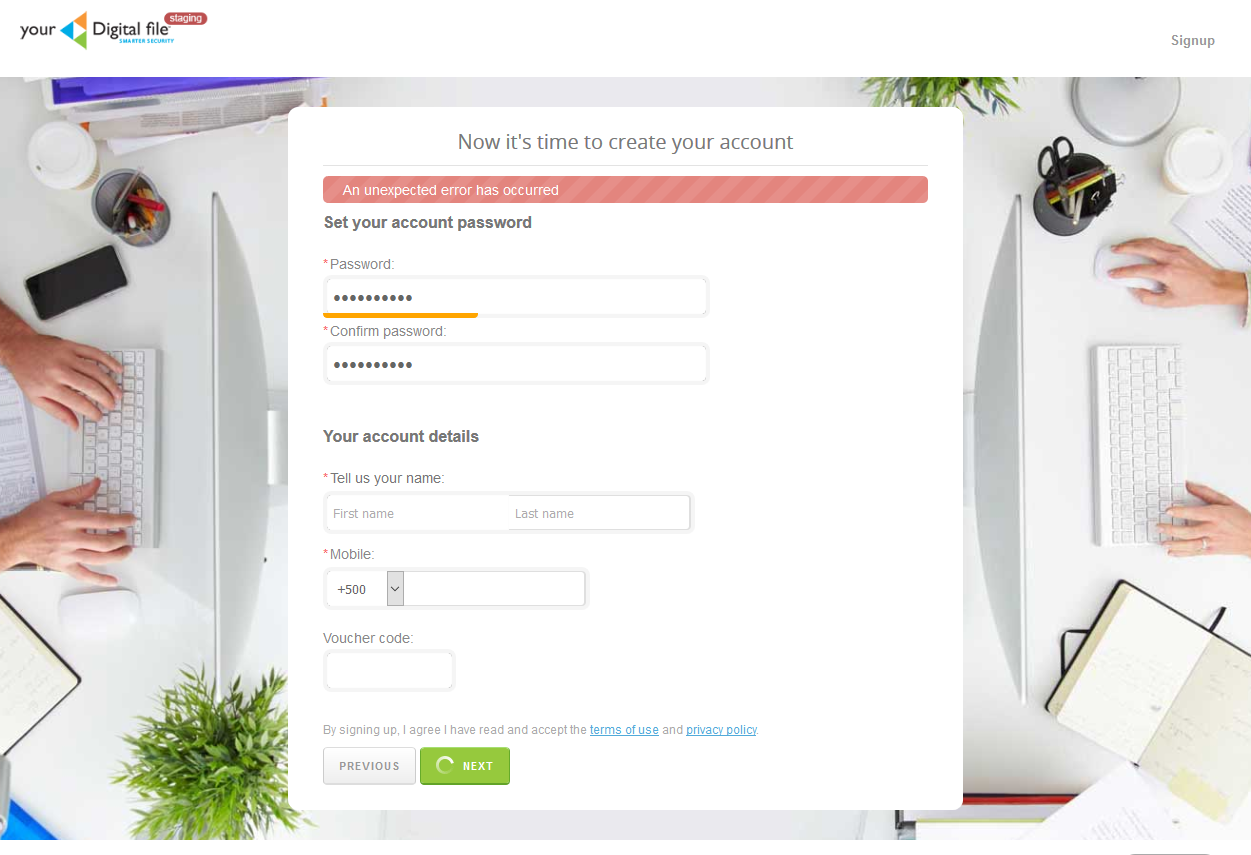 your Digital file staging
SMARTER SECURITY
Signup
Now it's time to create your account
An unexpected error has occurred
Set your account password
*Password:
••••••••••
*Confirm password:
••••••••••
Your account details
*Tell us your name:
First name Last name
*Mobile:
+500
Voucher code:
By signing up, I agree I have read and accept the terms of use and privacy policy.
PREVIOUS NEXT